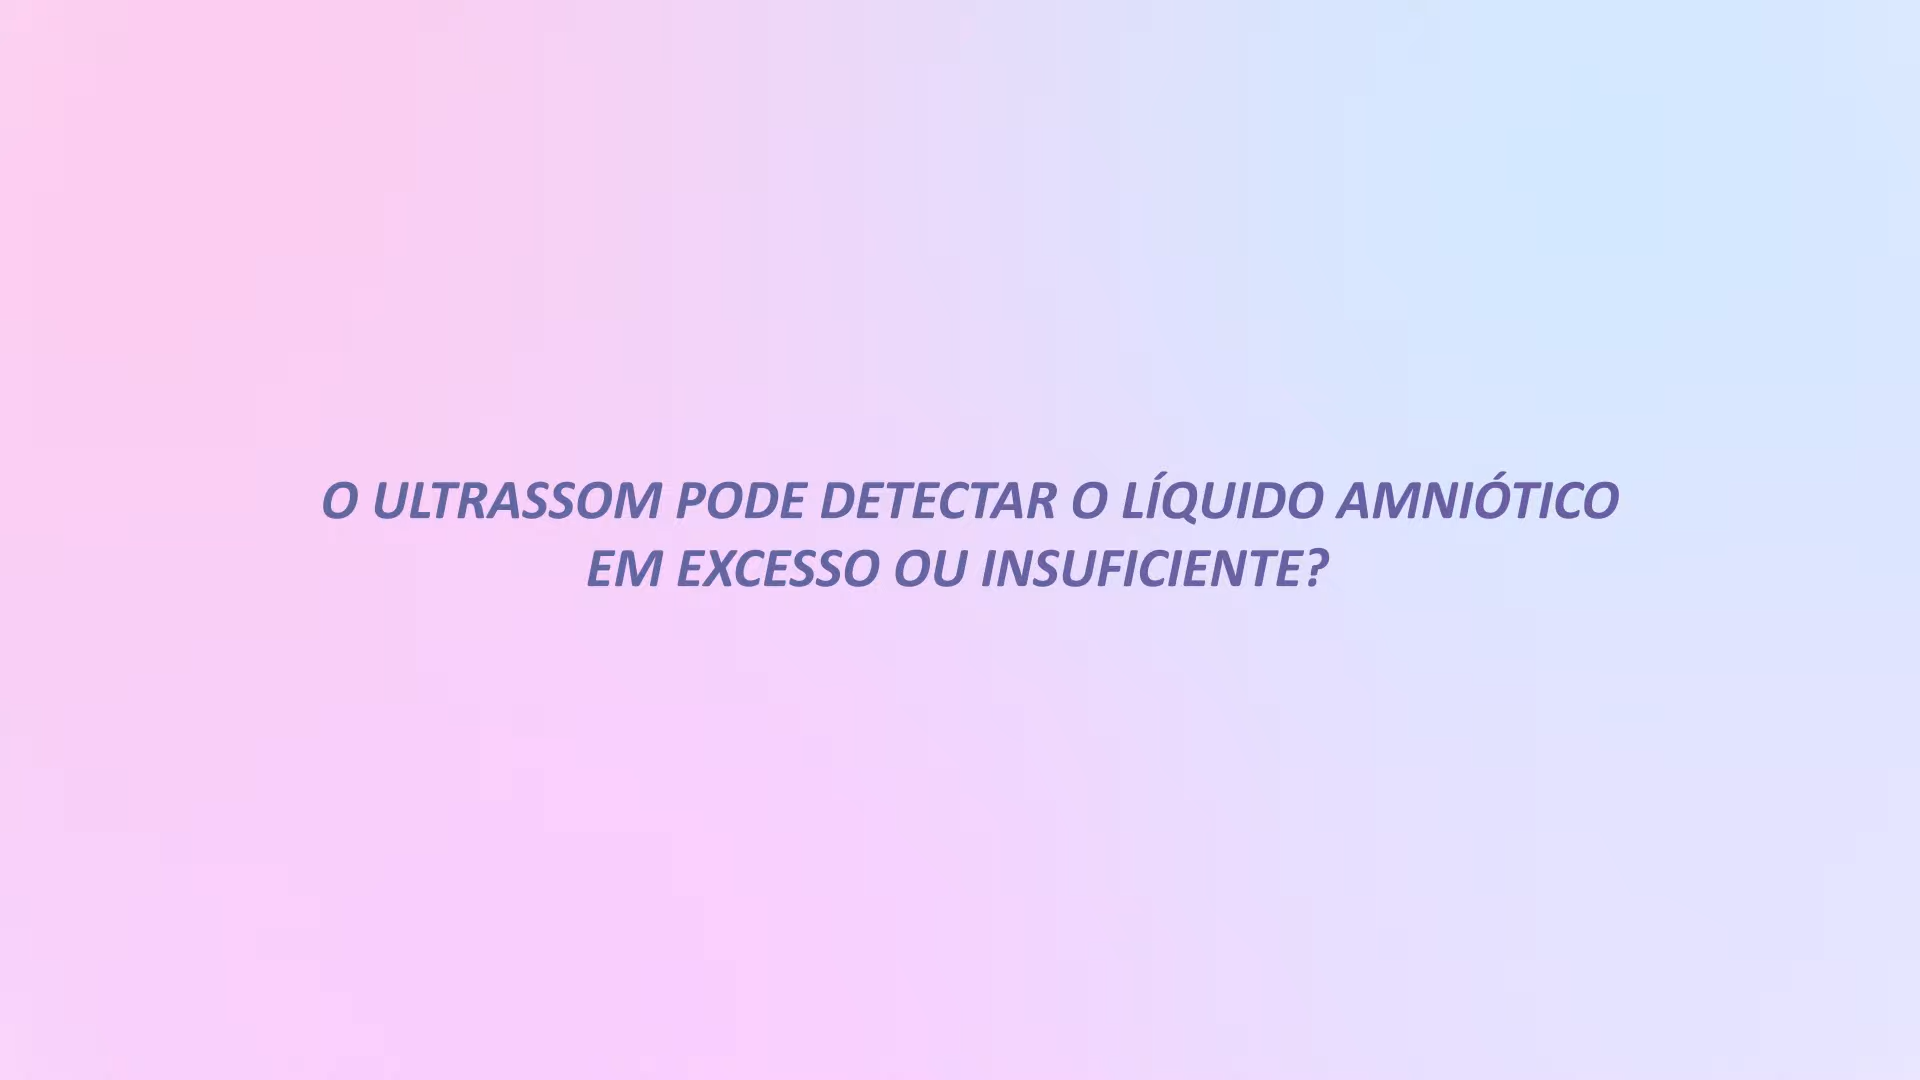 O ULTRASSOM PODE DETECTAR O LÍQUIDO AMNIÓTICO
EM EXCESSO OU INSUFICIENTE?